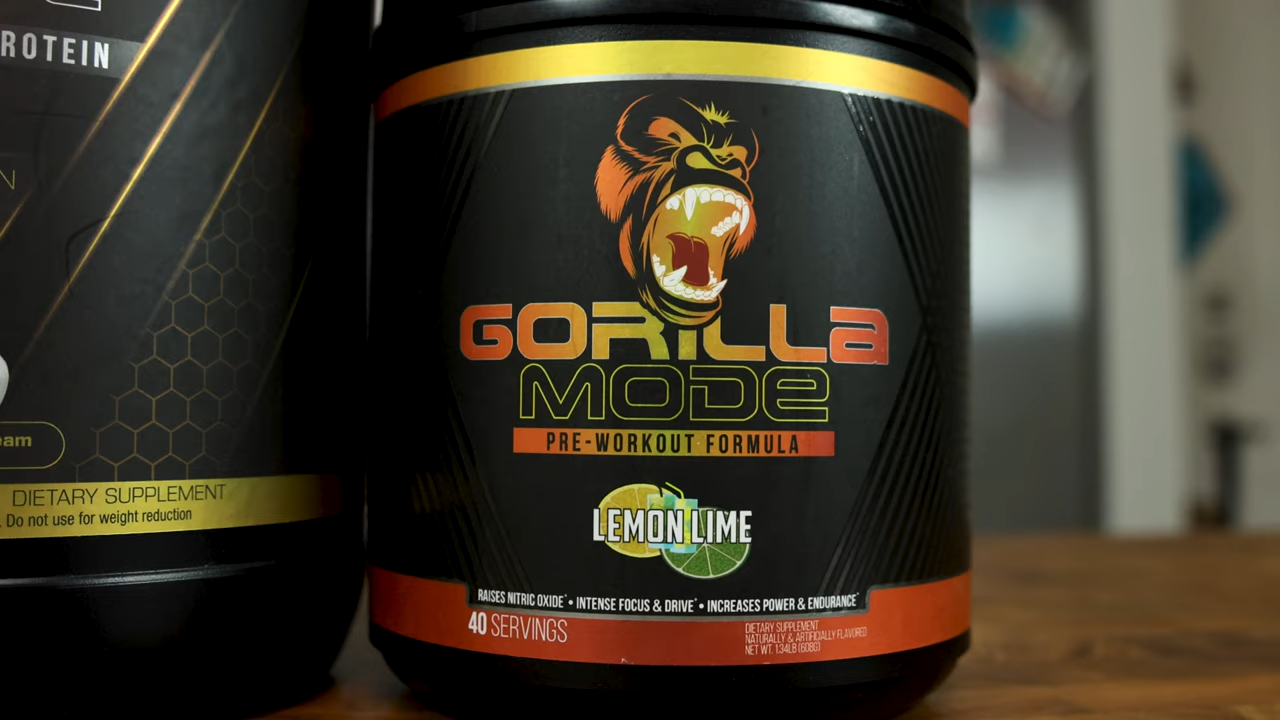 ROTEIN
N
eam
DIETARY SUPPLEMENT
. Do not use for weight reduction
GORILLA
MODE
PRE-WORKOUT FORMULA
LEMON LIME
RAISES NITRIC OXIDE* • INTENSE FOCUS & DRIVE* • INCREASES POWER & ENDURANCE*
40 SERVINGS
DIETARY SUPPLEMENT
NATURALLY & ARTIFICIALLY FLAVORED
NET WT. 1.34LB (608G)